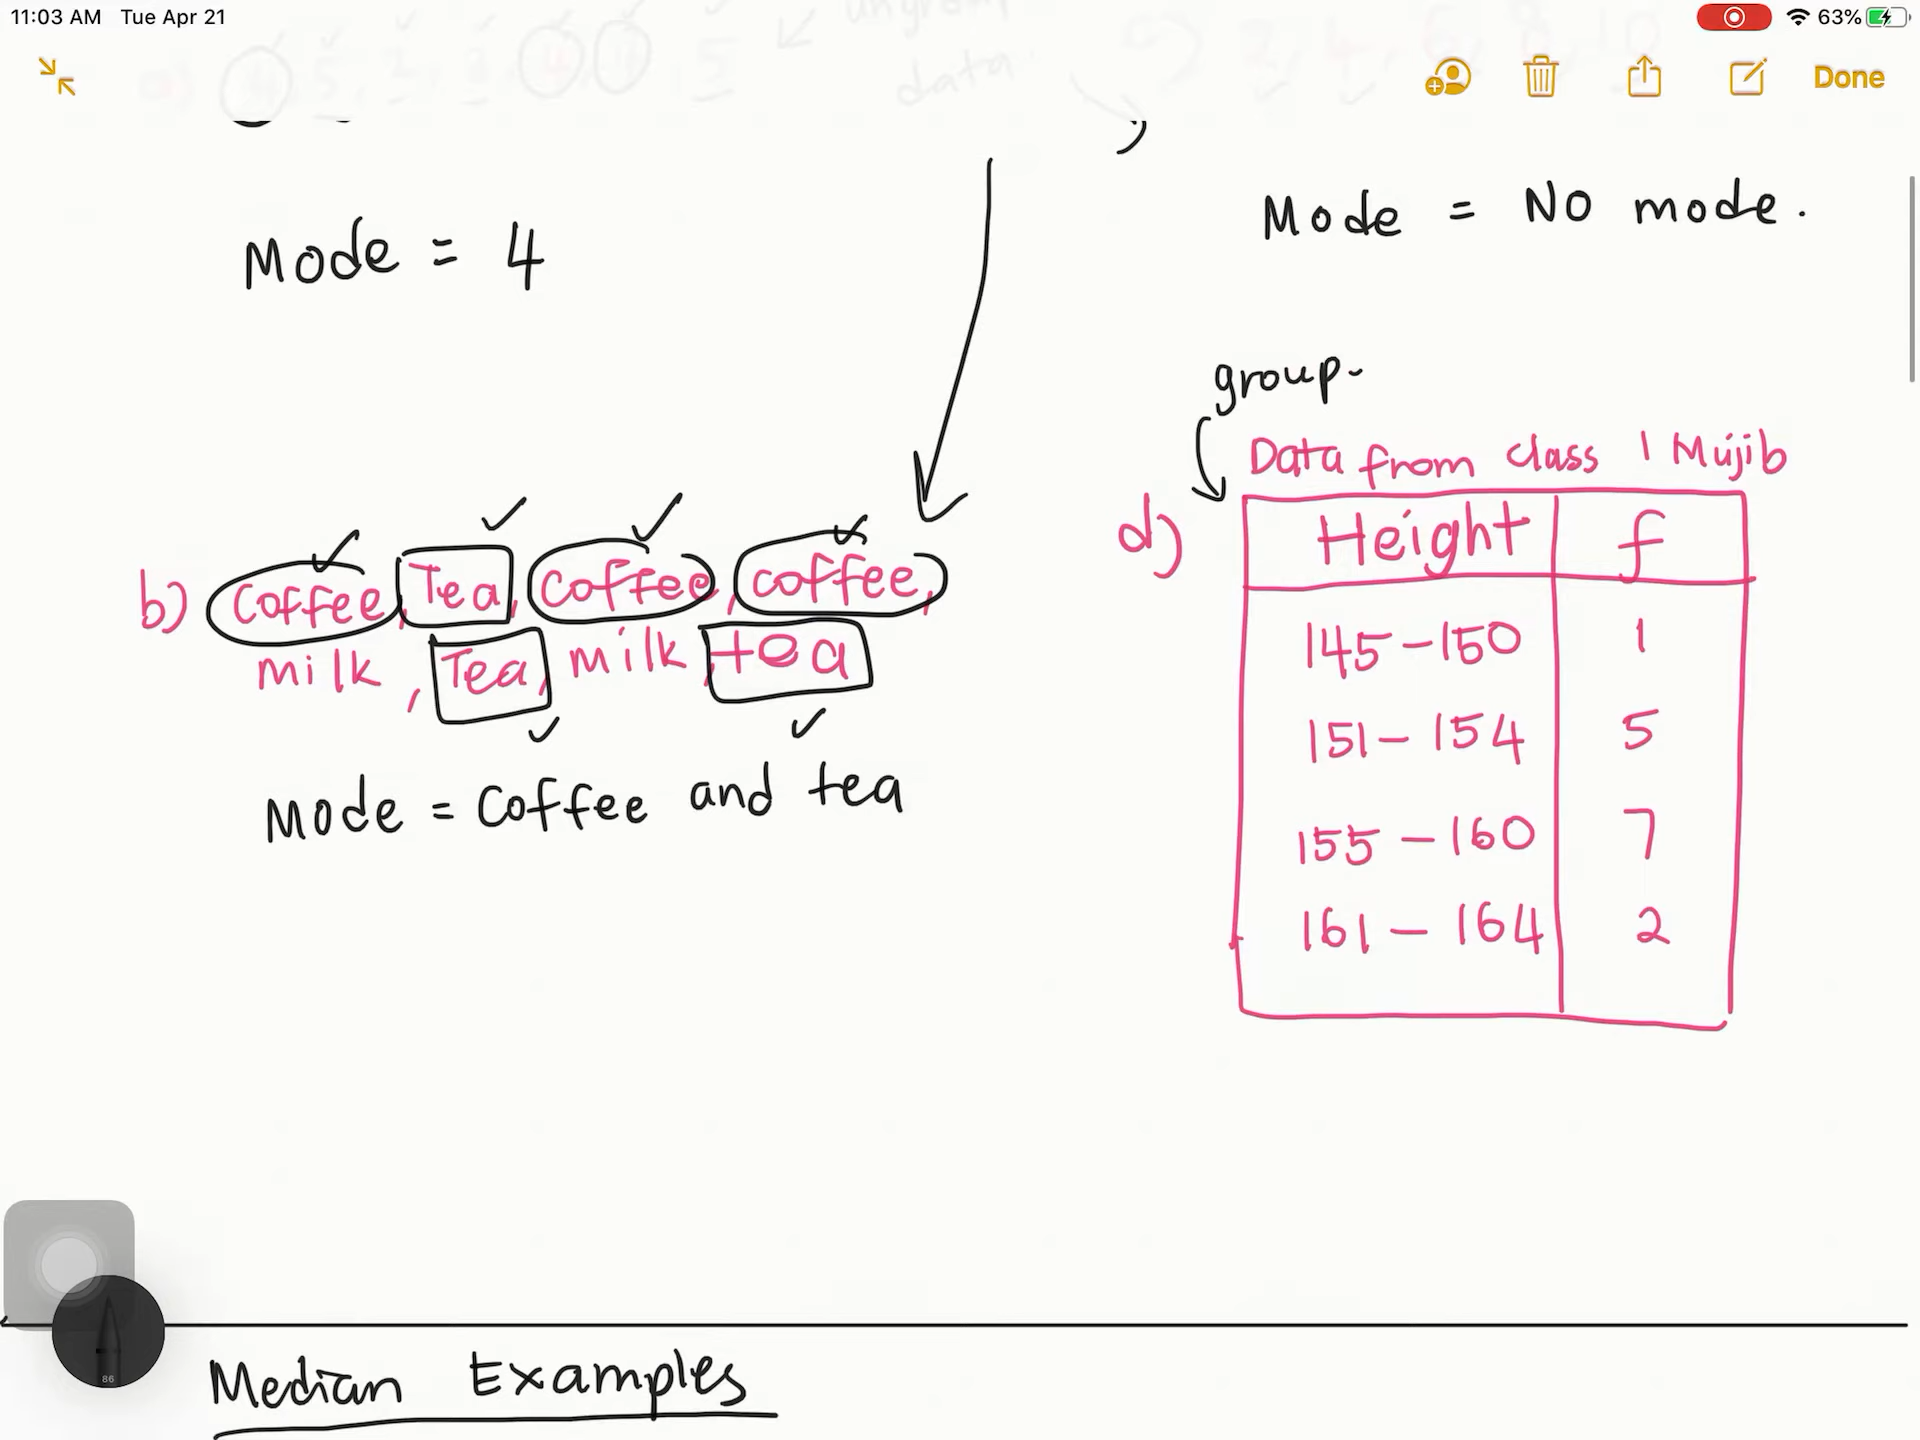 11:03 AM Tue Apr 21
63%
Done
data
Mode = 4
Mode = No mode.
group.
b) Coffee, Tea, Coffee, coffee,
milk, Tea, milk, tea
Mode = Coffee and tea
Data from class 1 Mujib
d)
Height f
145-150 1
151-154 5
155-160 7
161-164 2
86
Median Examples